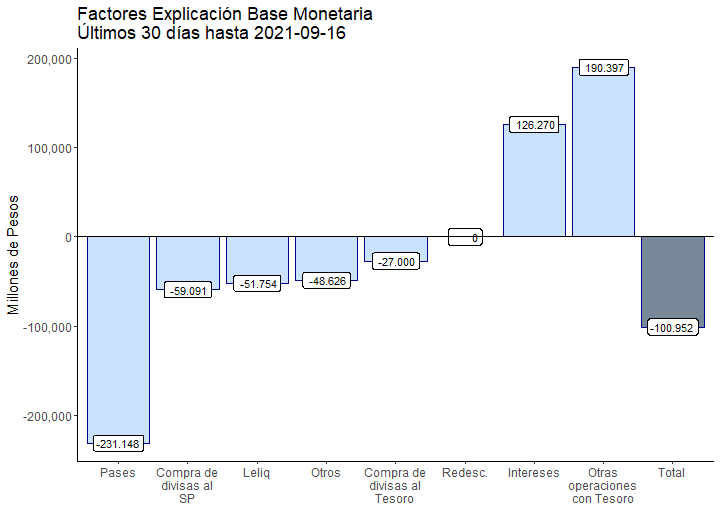 Factores Explicación Base Monetaria
Últimos 30 días hasta 2021-09-16
Millones de Pesos
200,000
100,000
0
-100,000
-200,000
-231.148
-59.091
-51.754
-48.626
-27.000
0
126.270
190.397
-100.952
Pases
Compra de
divisas al
SP
Leliq
Otros
Compra de
divisas al
Tesoro
Redesc.
Intereses
Otras
operaciones
con Tesoro
Total